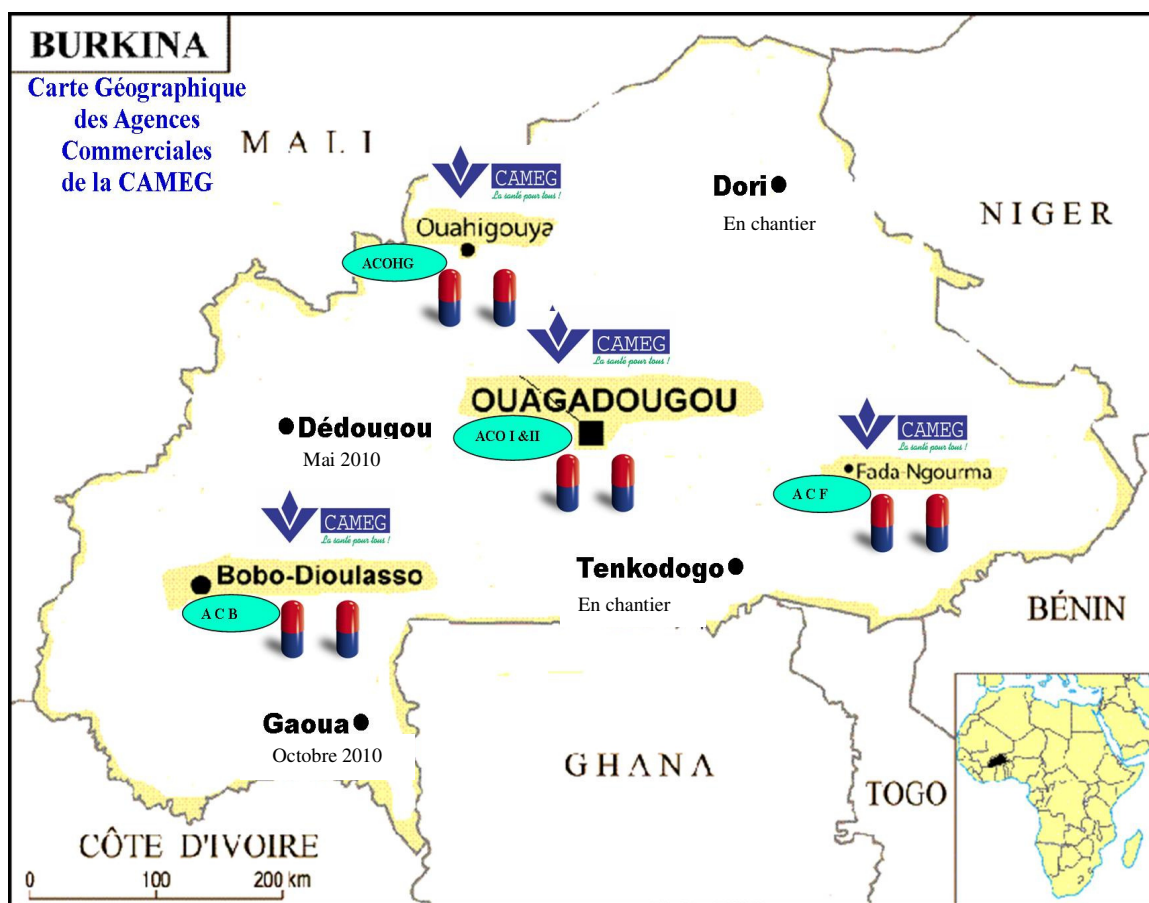 BURKINA
Carte Géographique
des Agences
Commerciales
de la CAMEG
MALI
CAMEG
La santé pour tous !
Ouahigouya
ACOHG
Dori
En chantier
NIGER
CAMEG
La santé pour tous !
OUAGADOUGOU
ACO I &II
Dédougou
Mai 2010
CAMEG
La santé pour tous !
Fada-Ngourma
A C F
CAMEG
La santé pour tous !
Bobo-Dioulasso
A C B
Tenkodogo
En chantier
BÉNIN
Gaoua
Octobre 2010
GHANA
TOGO
CÔTE D'IVOIRE
0 100 200 km